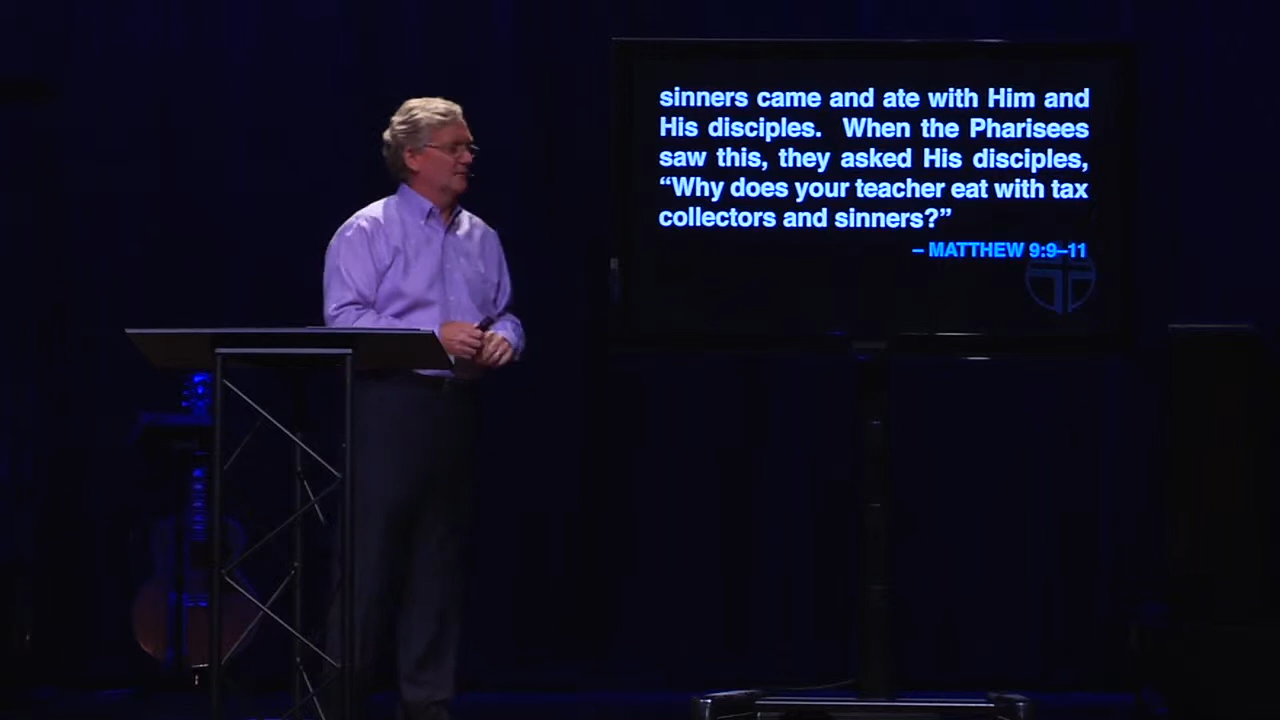 sinners came and ate with Him and
His disciples.  When the Pharisees
saw this, they asked His disciples,
“Why does your teacher eat with tax
collectors and sinners?”
– MATTHEW 9:9–11